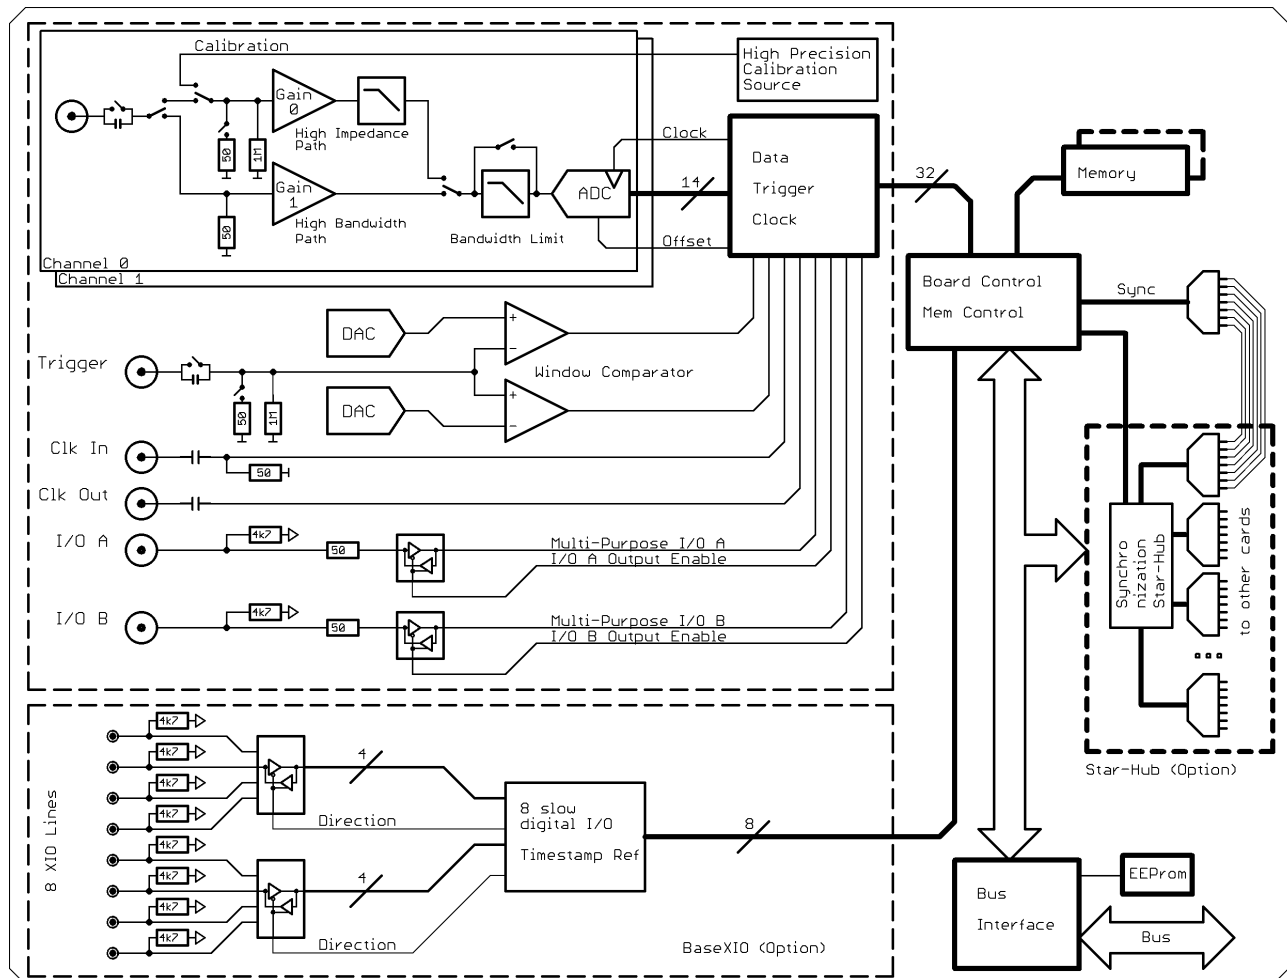 Calibration
High Precision
Calibration
Source
Gain
0
High Impedance
Path
50
1M
Gain
1
High Bandwidth
Path
50
Bandwidth Limit
ADC
Clock
14
Offset
Data
Trigger
Clock
32
Memory
Channel 0
Channel 1
Board Control
Mem Control
Sync
DAC
+
−
Trigger
Window Comparator
50
1M
DAC
+
−
Clk In
50
Clk Out
I/O A
4k7
50
Multi-Purpose I/O A
I/O A Output Enable
I/O B
4k7
50
Multi-Purpose I/O B
I/O B Output Enable
Synchro
nization
Star-Hub
to other cards
Star-Hub (Option)
8 XIO Lines
4k7
4k7
4k7
4k7
4k7
4k7
4k7
4k7
4
Direction
4
Direction
8 slow
digital I/O
Timestamp Ref
8
BaseXIO (Option)
Bus
Interface
EEProm
Bus